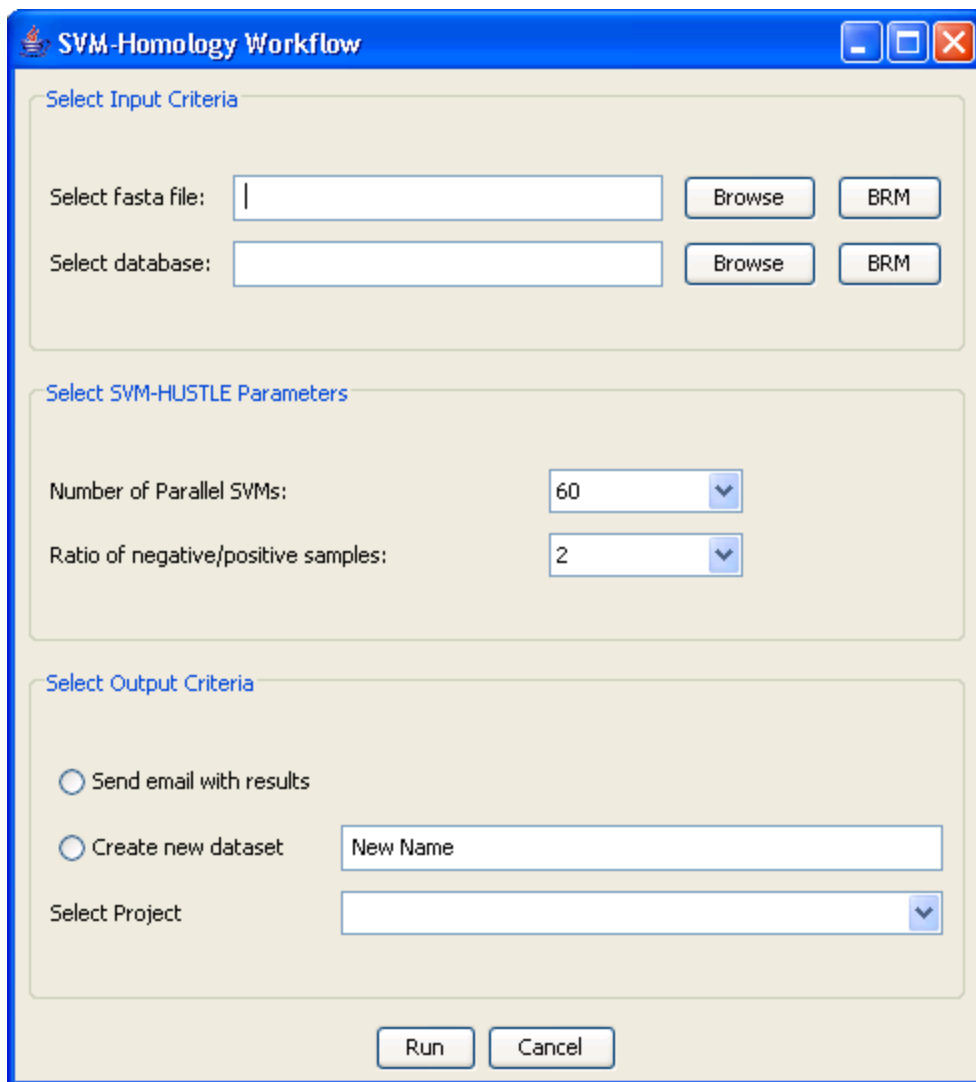 SVM-Homology Workflow
Select Input Criteria
Select fasta file: Browse BRM
Select database: Browse BRM
Select SVM-HUSTLE Parameters
Number of Parallel SVMs: 60
Ratio of negative/positive samples: 2
Select Output Criteria
Send email with results
Create new dataset New Name
Select Project
Run Cancel